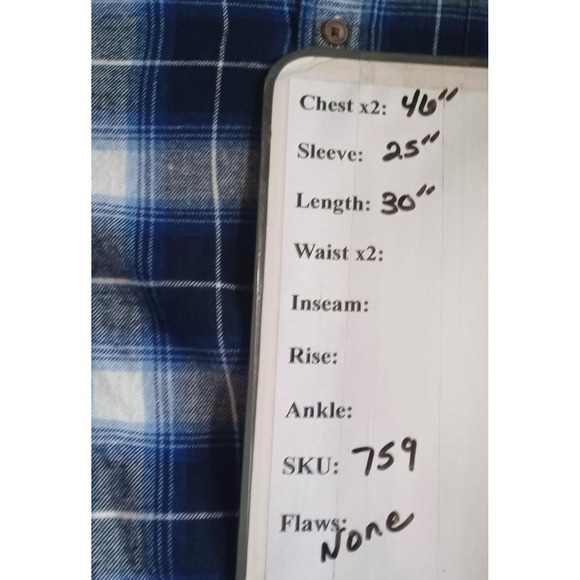 Chest x2: 46"
Sleeve: 25"
Length: 30"
Waist x2:
Inseam:
Rise:
Ankle:
SKU: 759
Flaws: None